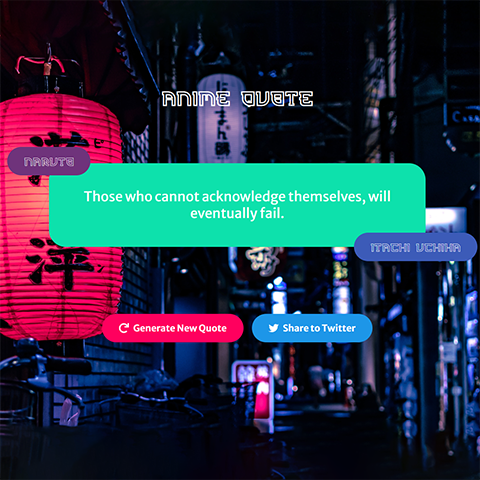 ANIME QUOTE
NARUTO
Those who cannot acknowledge themselves, will
eventually fail.
ITACHI UCHIHA
Generate New Quote
Share to Twitter
洋